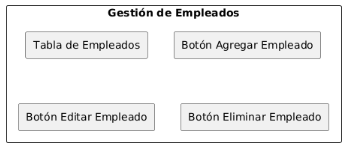 Gestión de Empleados
Tabla de Empleados
Botón Agregar Empleado
Botón Editar Empleado
Botón Eliminar Empleado